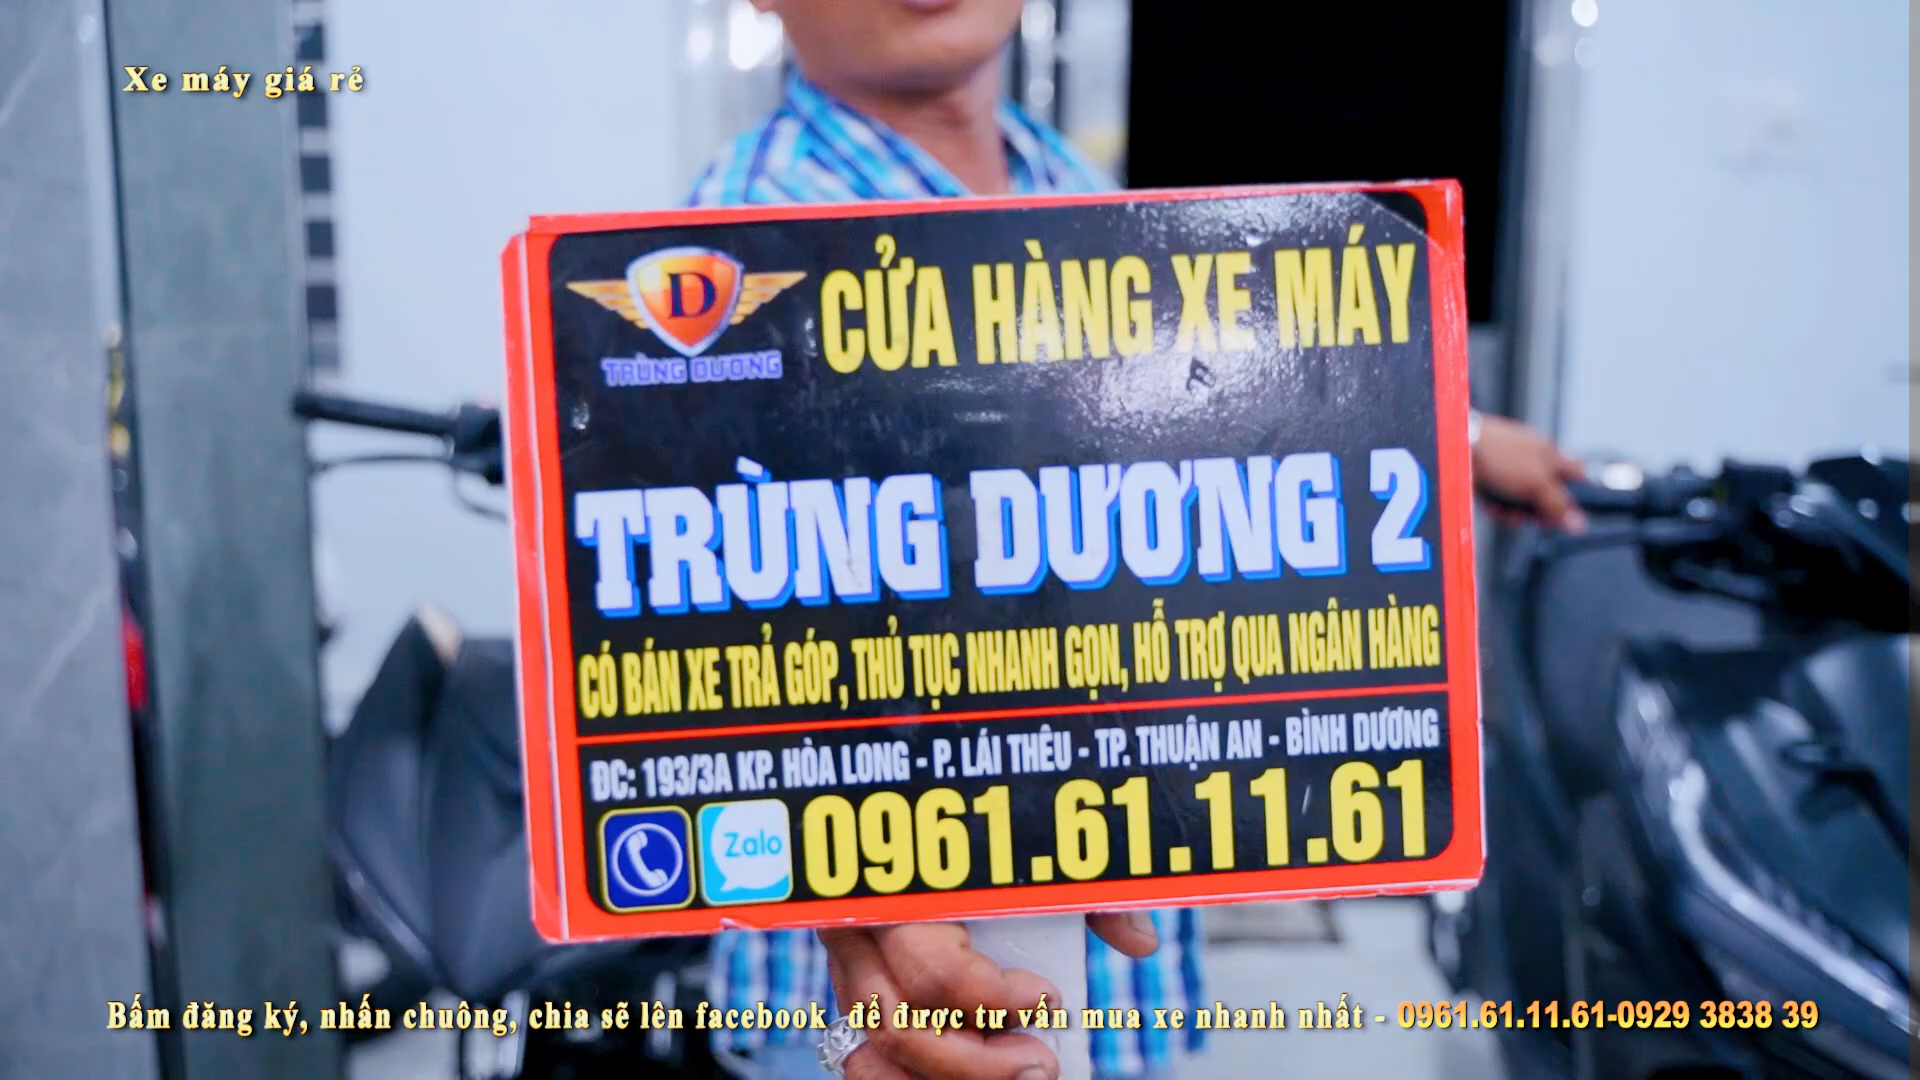 Xe máy giá rẻ
D
TRÙNG DƯƠNG
CỬA HÀNG XE MÁY
TRÙNG DƯƠNG 2
CÓ BÁN XE TRẢ GÓP, THỦ TỤC NHANH GỌN, HỖ TRỢ QUA NGÂN HÀNG
ĐC: 193/3A KP. HÒA LONG - P. LÁI THÊU - TP. THUẬN AN - BÌNH DƯƠNG
Zalo 0961.61.11.61
Bấm đăng ký, nhấn chuông, chia sẽ lên facebook để được tư vấn mua xe nhanh nhất - 0961.61.11.61-0929 3838 39